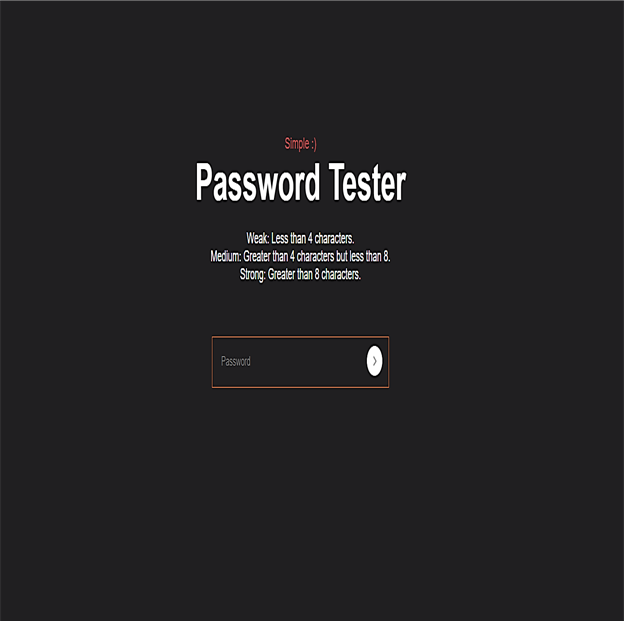 Simple :)
Password Tester
Weak: Less than 4 characters.
Medium: Greater than 4 characters but less than 8.
Strong: Greater than 8 characters.
Password